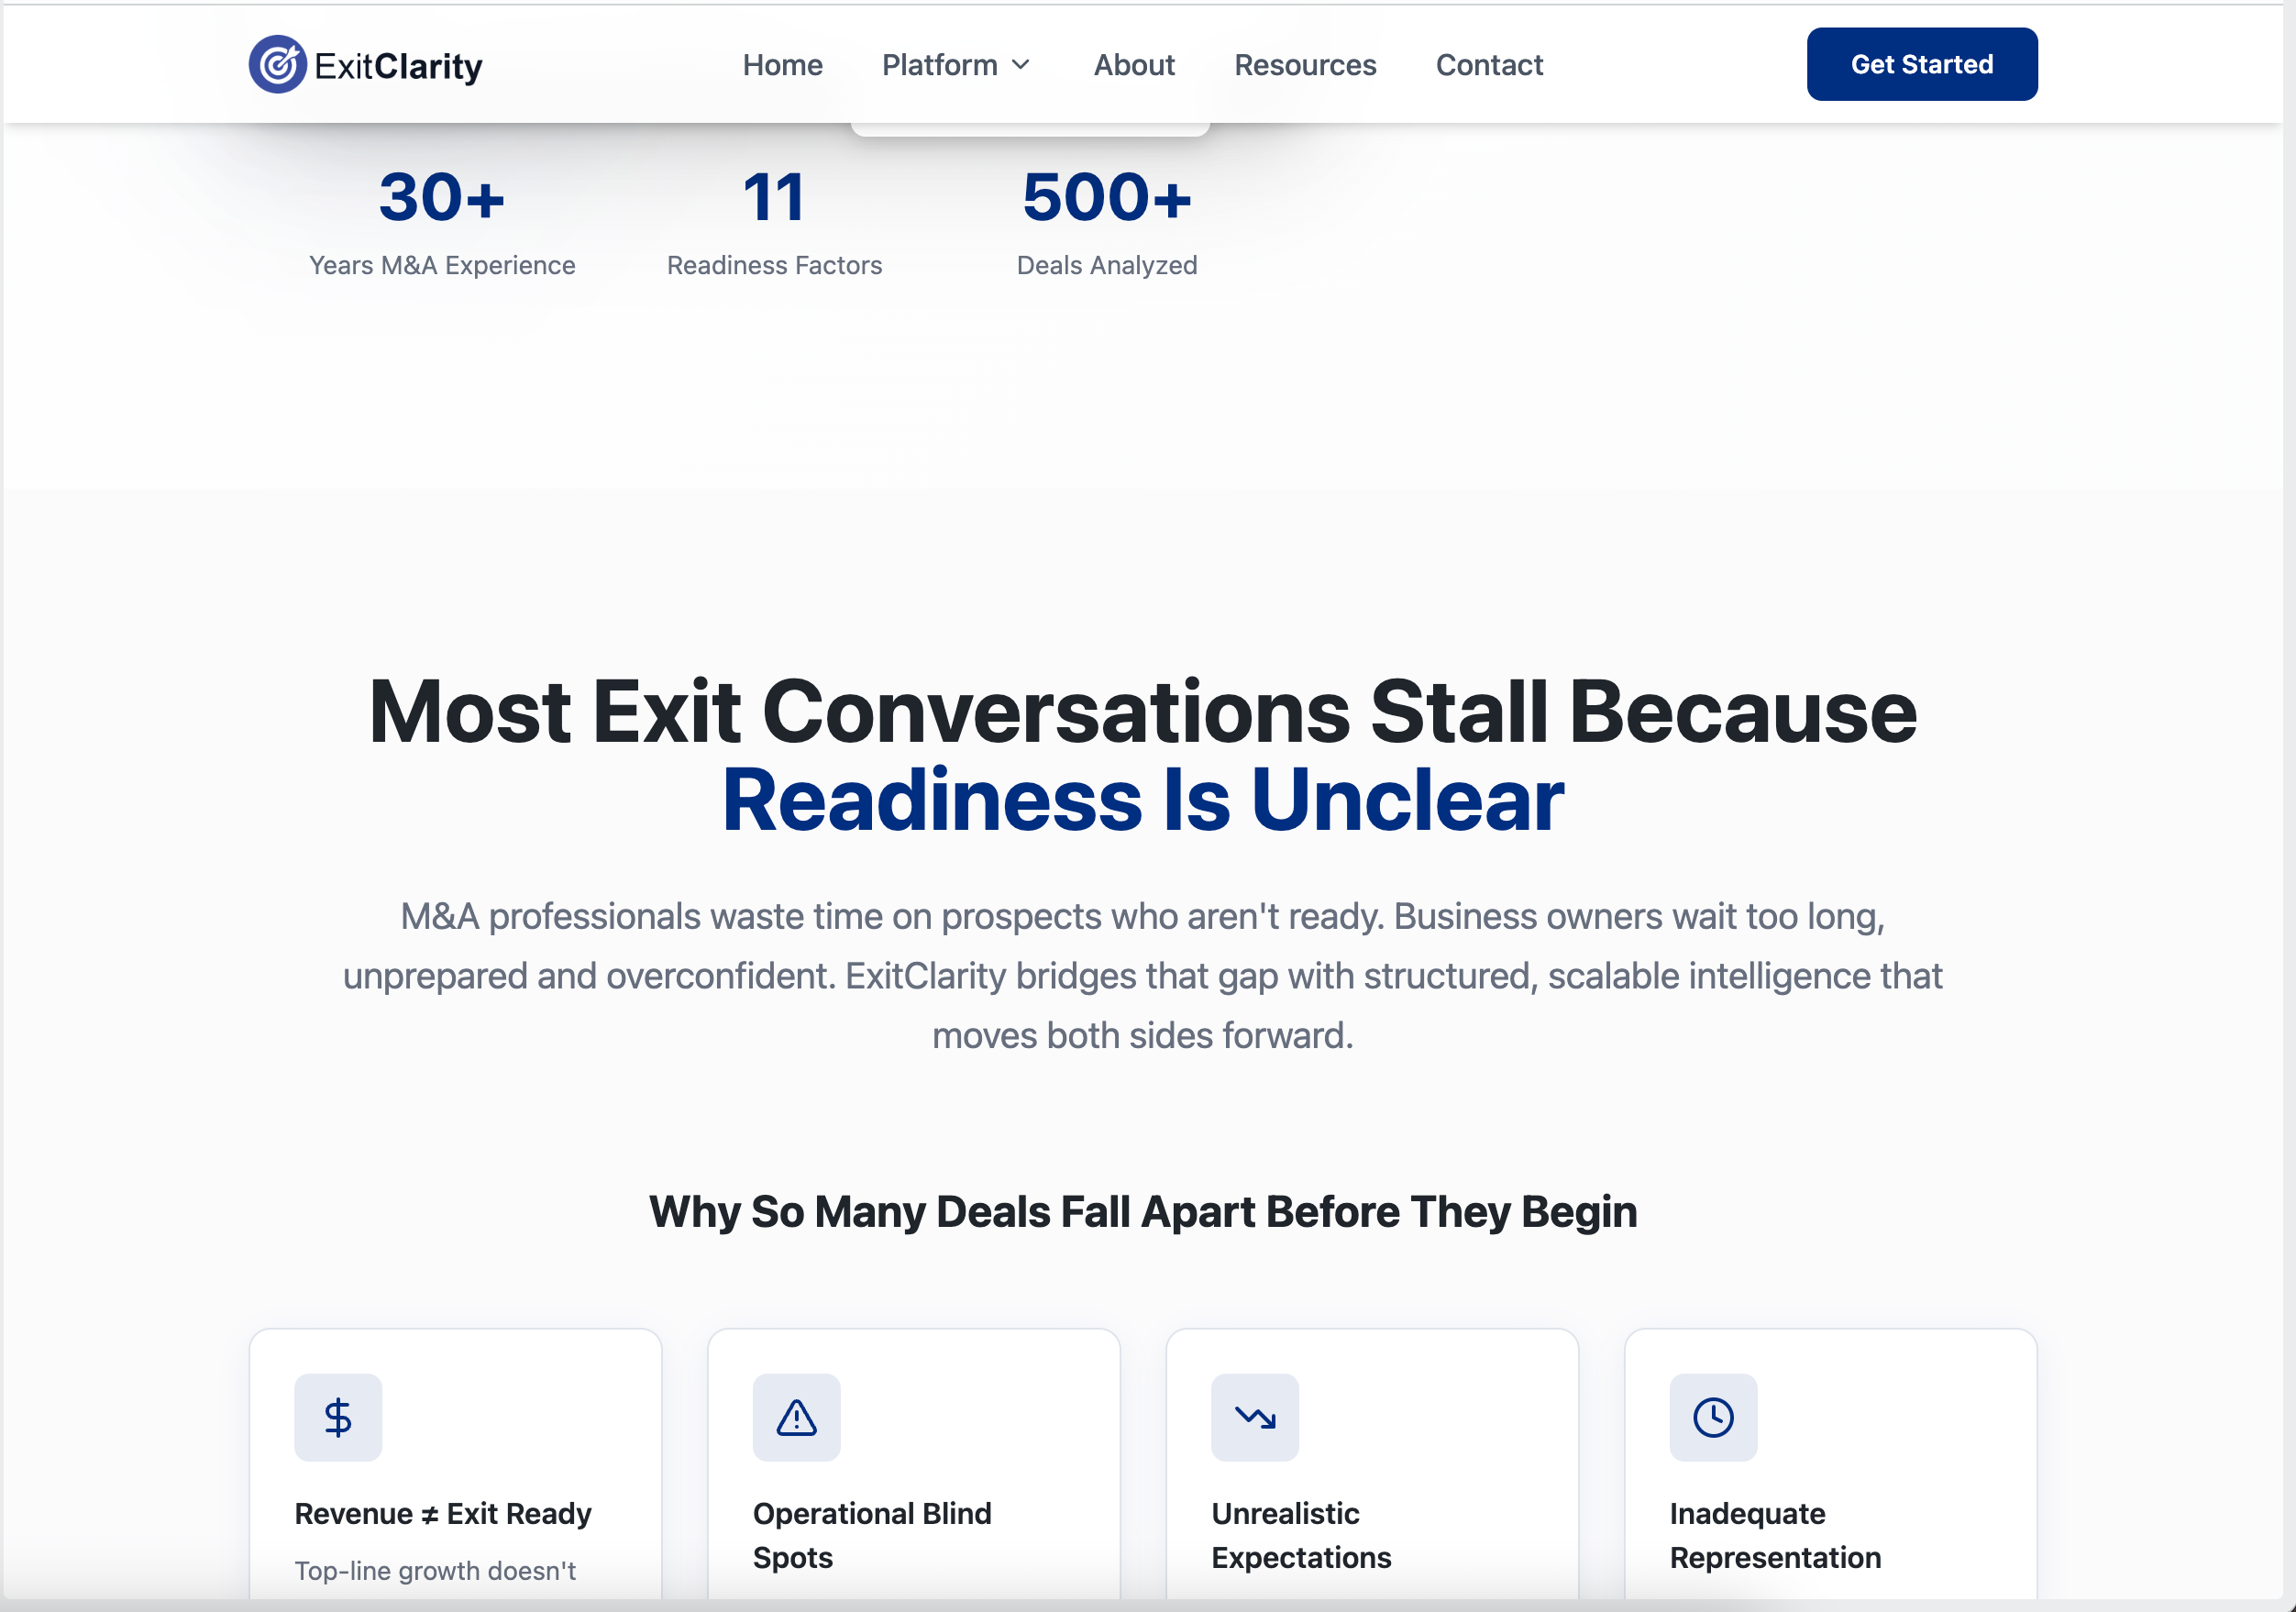 ExitClarity
Home
Platform
About
Resources
Contact
Get Started
30+
Years M&A Experience
11
Readiness Factors
500+
Deals Analyzed
Most Exit Conversations Stall Because
Readiness Is Unclear
M&A professionals waste time on prospects who aren't ready. Business owners wait too long,
unprepared and overconfident. ExitClarity bridges that gap with structured, scalable intelligence that
moves both sides forward.
Why So Many Deals Fall Apart Before They Begin
$
Revenue ≠ Exit Ready
Top-line growth doesn't
Operational Blind
Spots
Unrealistic
Expectations
Inadequate
Representation